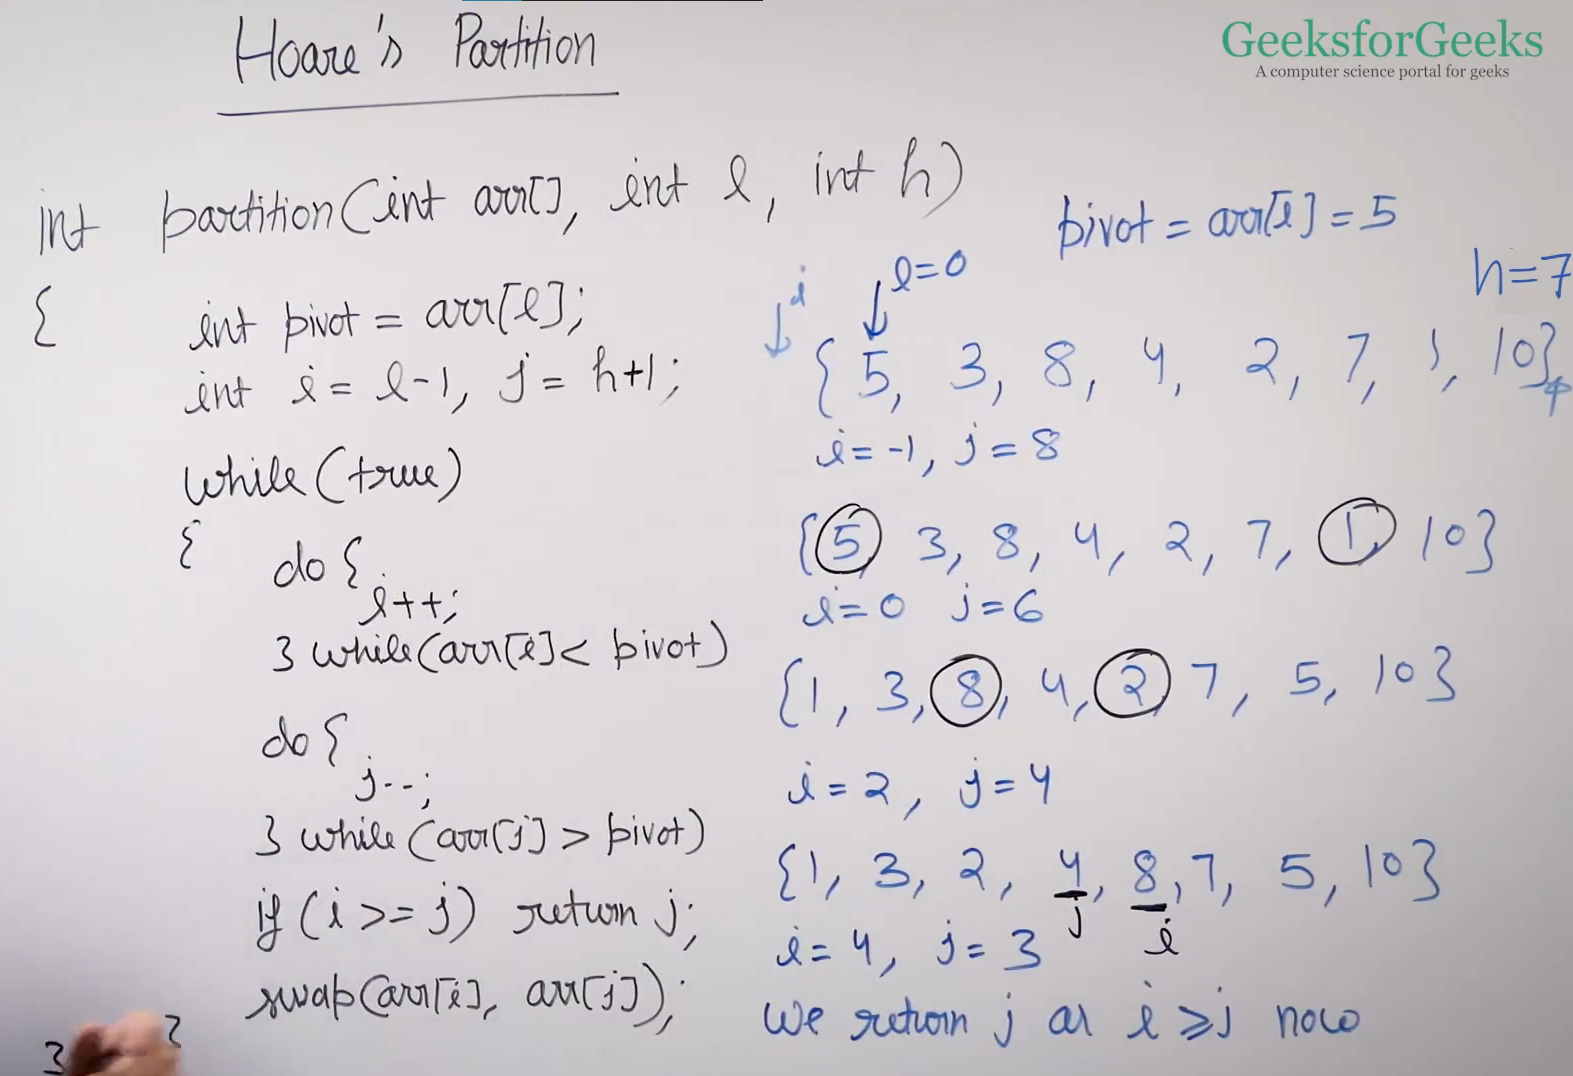 Hoare's Partition
GeeksforGeeks
A computer science portal for geeks
int partition(int arr[], int l, int h)
{
int pivot = arr[l];
int i = l-1, j = h+1;
while(true)
{
do {
i++;
} while(arr[i] < pivot)
do {
j--;
} while(arr[j] > pivot)
if (i >= j) return j;
swap(arr[i], arr[j]);
}
}
pivot = arr[l] = 5
h=7
i
l=0
{5, 3, 8, 4, 2, 7, 1, 10}
i=-1, j=8
{5, 3, 8, 4, 2, 7, 1, 10}
i=0 j=6
{1, 3, 8, 4, 2, 7, 5, 10}
i=2, j=4
{1, 3, 2, 4, 8, 7, 5, 10}
j i
i=4, j=3
We return j as i ≥ j now